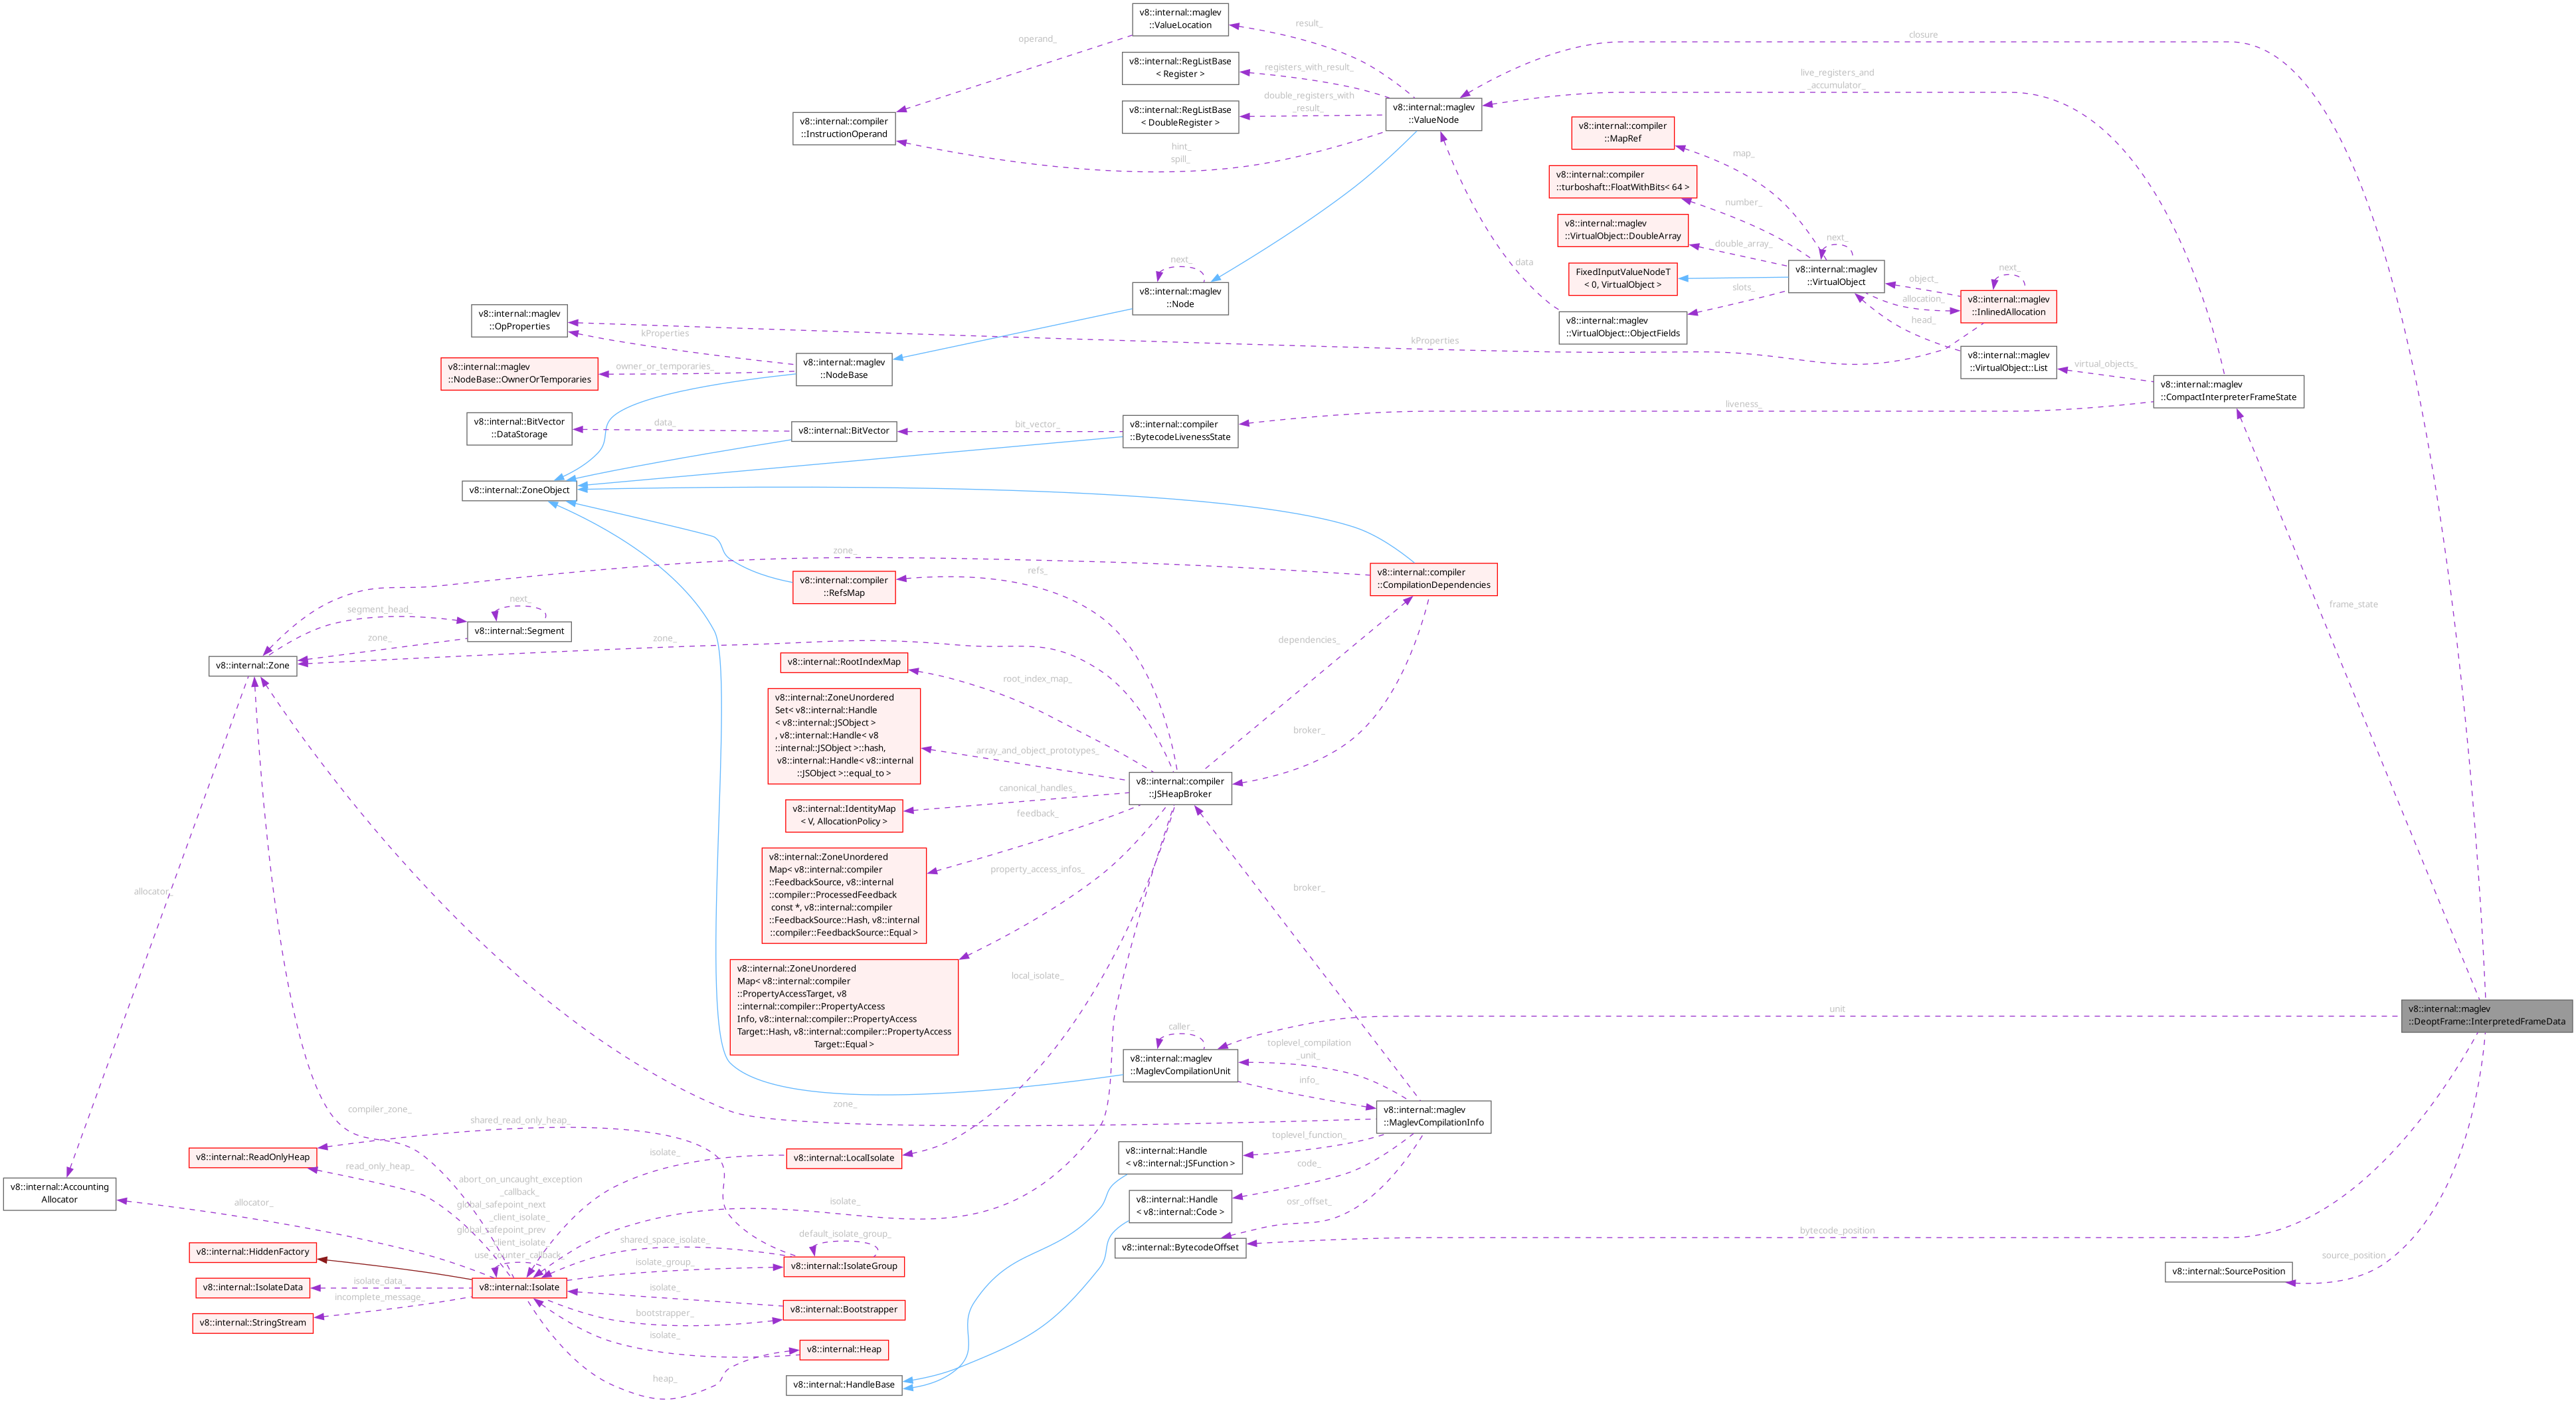 v8::internal::maglev
::ValueLocation
result_
operand_
closure
v8::internal::RegListBase
< Register >
registers_with_result_
live_registers_and
_accumulator_
double_registers_with
_result_
v8::internal::RegListBase
< DoubleRegister >
v8::internal::maglev
::ValueNode
v8::internal::compiler
::InstructionOperand
hint_
spill_
v8::internal::compiler
::MapRef
map_
v8::internal::compiler
::turboshaft::FloatWithBits< 64 >
number_
v8::internal::maglev
::VirtualObject::DoubleArray
double_array_
next_
data
FixedInputValueNodeT
< 0, VirtualObject >
v8::internal::maglev
::VirtualObject
object_
next_
allocation_
v8::internal::maglev
::InlinedAllocation
slots_
head_
next_
v8::internal::maglev
::Node
v8::internal::maglev
::VirtualObject::ObjectFields
v8::internal::maglev
::OpProperties
kProperties
kProperties
v8::internal::maglev
::VirtualObject::List
virtual_objects_
v8::internal::maglev
::NodeBase::OwnerOrTemporaries
owner_or_temporaries_
v8::internal::maglev
::NodeBase
v8::internal::maglev
::CompactInterpreterFrameState
liveness_
v8::internal::BitVector
::DataStorage
data_
v8::internal::BitVector
bit_vector_
v8::internal::compiler
::BytecodeLivenessState
v8::internal::ZoneObject
zone_
refs_
v8::internal::compiler
::RefsMap
v8::internal::compiler
::CompilationDependencies
frame_state
segment_head_
next_
v8::internal::Segment
zone_
zone_
dependencies_
v8::internal::Zone
v8::internal::RootIndexMap
root_index_map_
v8::internal::ZoneUnordered
Set< v8::internal::Handle
< v8::internal::JSObject >
, v8::internal::Handle< v8
::internal::JSObject >::hash,
v8::internal::Handle< v8::internal
::JSObject >::equal_to >
array_and_object_prototypes_
broker_
v8::internal::compiler
::JSHeapBroker
canonical_handles_
v8::internal::IdentityMap
< V, AllocationPolicy >
feedback_
v8::internal::ZoneUnordered
Map< v8::internal::compiler
::FeedbackSource, v8::internal
::compiler::ProcessedFeedback
const *, v8::internal::compiler
::FeedbackSource::Hash, v8::internal
::compiler::FeedbackSource::Equal >
property_access_infos_
broker_
allocator_
v8::internal::ZoneUnordered
Map< v8::internal::compiler
::PropertyAccessTarget, v8
::internal::compiler::PropertyAccess
Info, v8::internal::compiler::PropertyAccess
Target::Hash, v8::internal::compiler::PropertyAccess
Target::Equal >
local_isolate_
unit
v8::internal::maglev
::DeoptFrame::InterpretedFrameData
caller_
v8::internal::maglev
::MaglevCompilationUnit
toplevel_compilation
_unit_
info_
zone_
v8::internal::maglev
::MaglevCompilationInfo
compiler_zone_
shared_read_only_heap_
toplevel_function_
v8::internal::Handle
< v8::internal::JSFunction >
v8::internal::ReadOnlyHeap
read_only_heap_
isolate_
v8::internal::LocalIsolate
code_
v8::internal::Accounting
Allocator
allocator_
abort_on_uncaught_exception
_callback_
global_safepoint_next
_client_isolate_
global_safepoint_prev
_client_isolate_
use_counter_callback_
isolate_
v8::internal::Handle
< v8::internal::Code >
osr_offset_
bytecode_position
v8::internal::BytecodeOffset
default_isolate_group_
shared_space_isolate_
v8::internal::HiddenFactory
isolate_group_
v8::internal::IsolateGroup
source_position
v8::internal::SourcePosition
isolate_data_
v8::internal::IsolateData
v8::internal::Isolate
isolate_
incomplete_message_
v8::internal::StringStream
bootstrapper_
v8::internal::Bootstrapper
isolate_
v8::internal::Heap
heap_
v8::internal::HandleBase